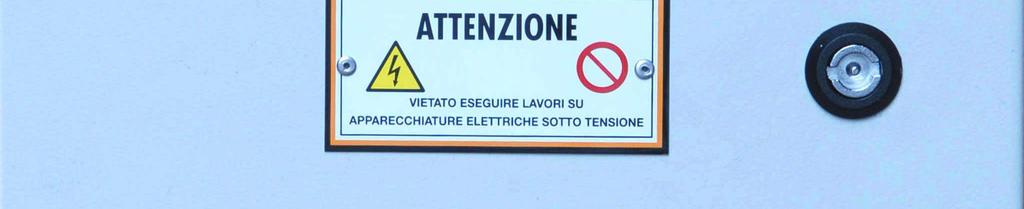 ATTENZIONE
VIETATO ESEGUIRE LAVORI SU
APPARECCHIATURE ELETTRICHE SOTTO TENSIONE